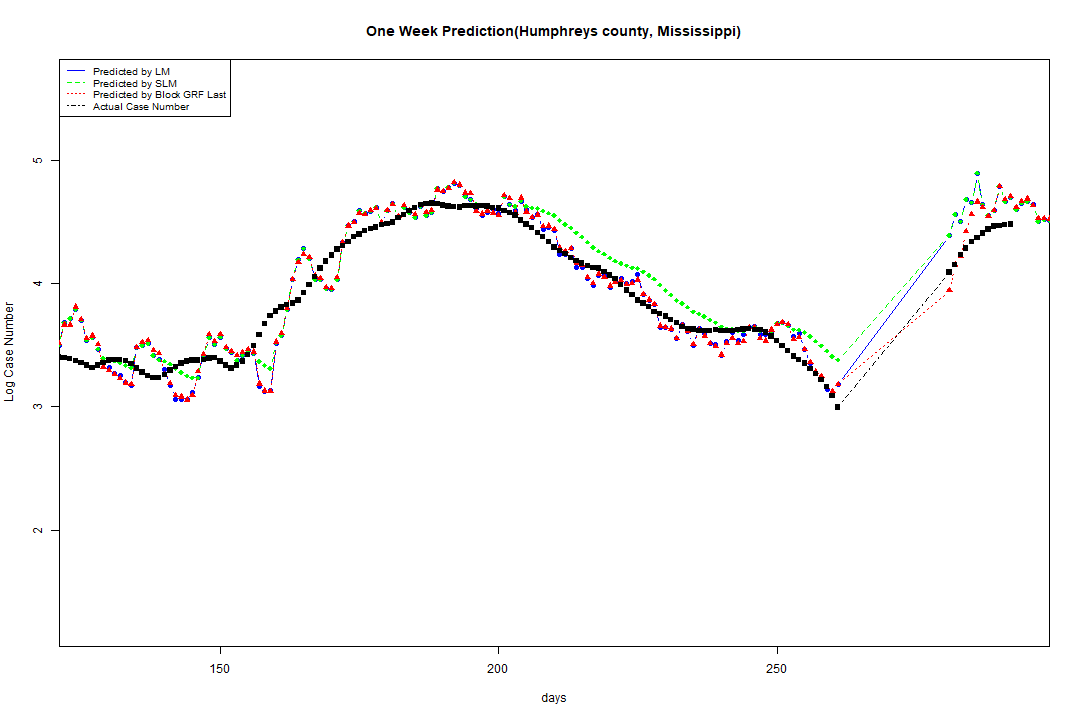 One Week Prediction(Humphreys county, Mississippi)
Predicted by LM
Predicted by SLM
Predicted by Block GRF Last
Actual Case Number
Log Case Number
5
4
3
2
150
200
250
days